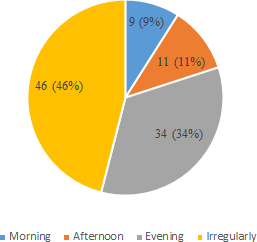 9 (9%)
11 (11%)
34 (34%)
46 (46%)
Morning Afternoon Evening Irregularly